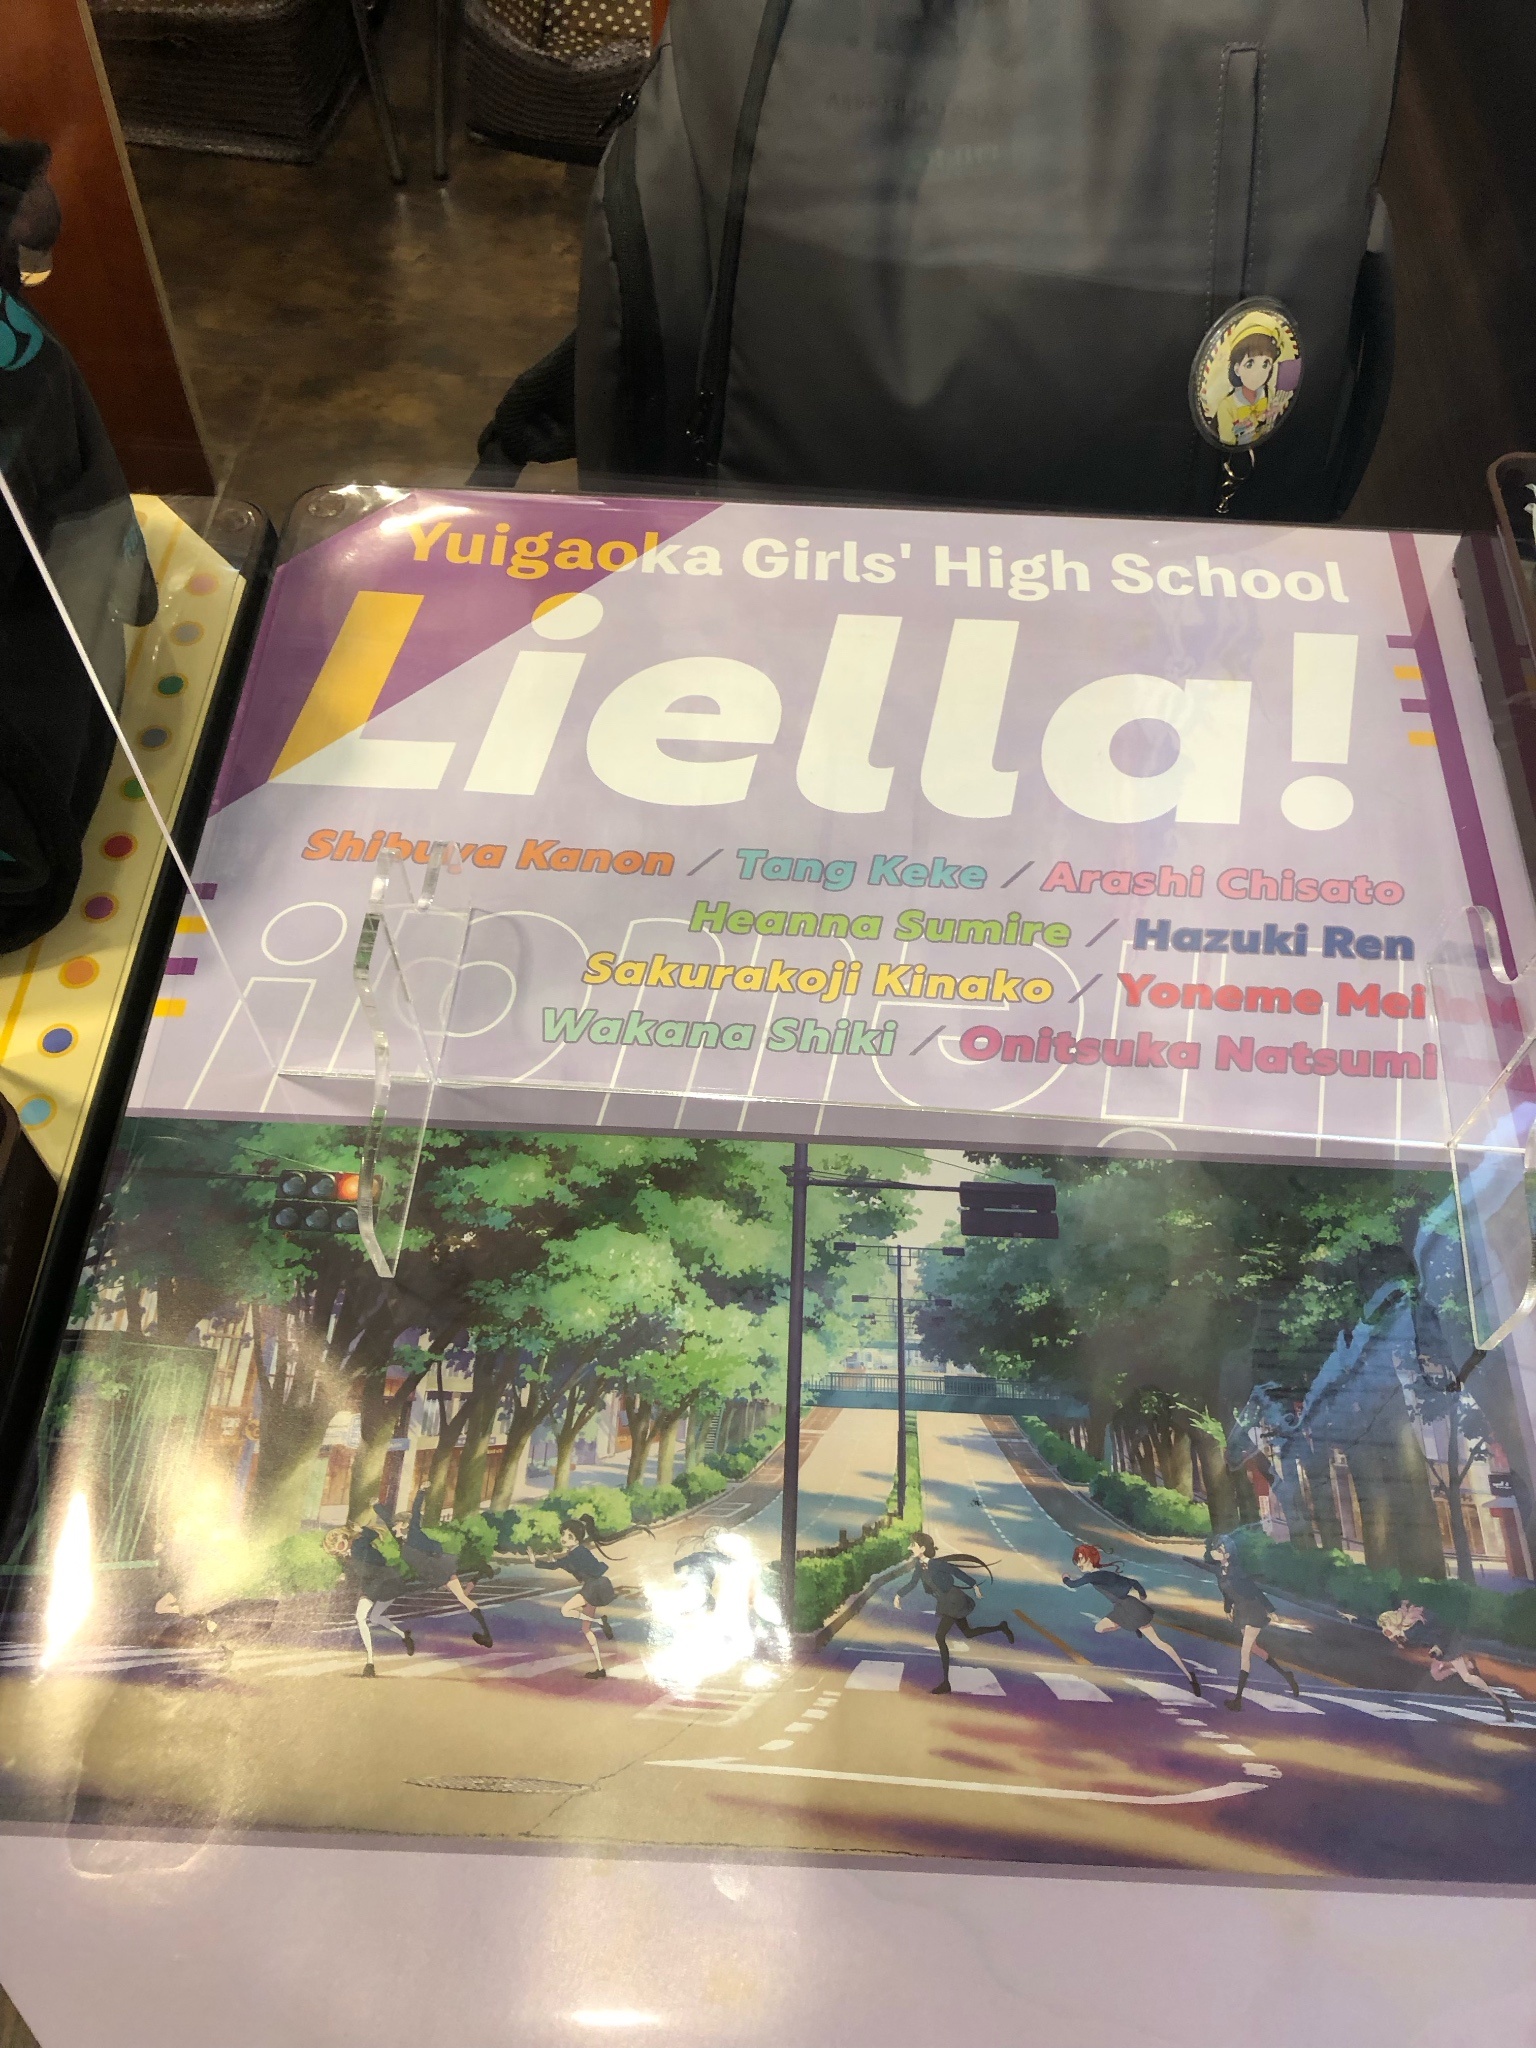 Yuigaoka Girls' High School
Liella!
Shibuya Kanon / Tang Keke / Arashi Chisato
Heanna Sumire / Hazuki Ren
Sakurakoji Kinako / Yoneme Mei
Wakana Shiki / Onitsuka Natsumi